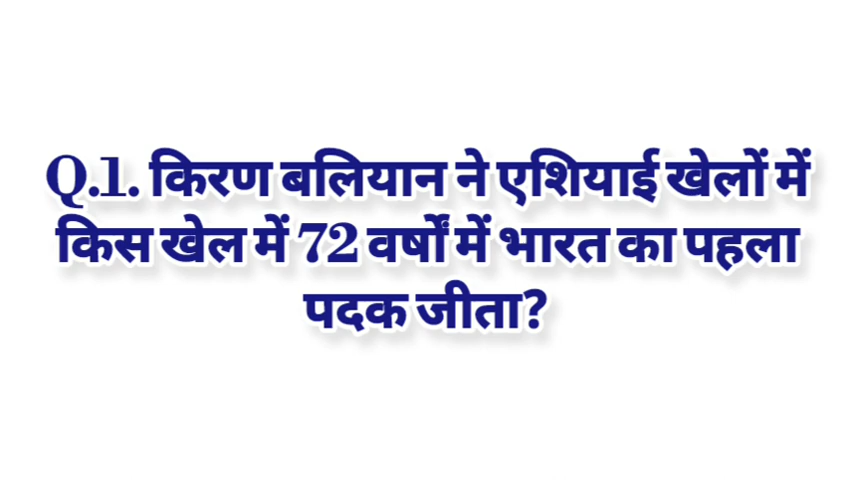 Q.1. किरण बलियान ने एशियाई खेलों में
किस खेल में 72 वर्षों में भारत का पहला
पदक जीता?